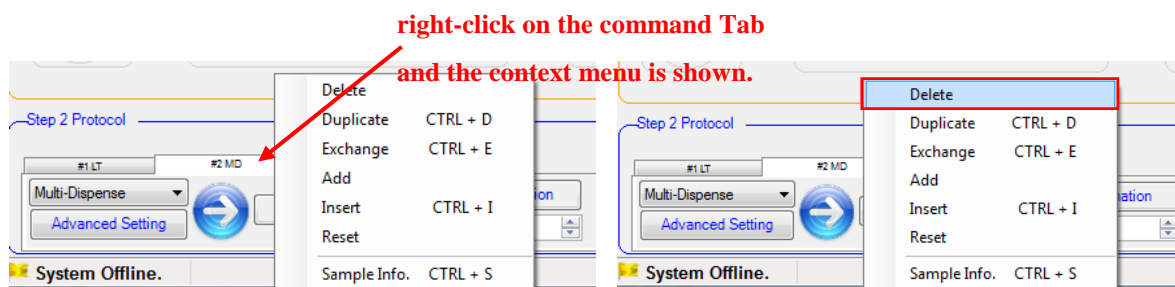 right-click on the command Tab
and the context menu is shown.
Delete
Step 2 Protocol
Duplicate CTRL + D
Exchange CTRL + E
#1 LT #2 MD
Add
Multi-Dispense
Insert CTRL + I
Advanced Setting
Reset
System Offline.
Sample Info. CTRL + S
Delete
Step 2 Protocol
Duplicate CTRL + D
Exchange CTRL + E
#1 LT #2 MD
Add
Multi-Dispense
Insert CTRL + I
Advanced Setting
Reset
System Offline.
Sample Info. CTRL + S